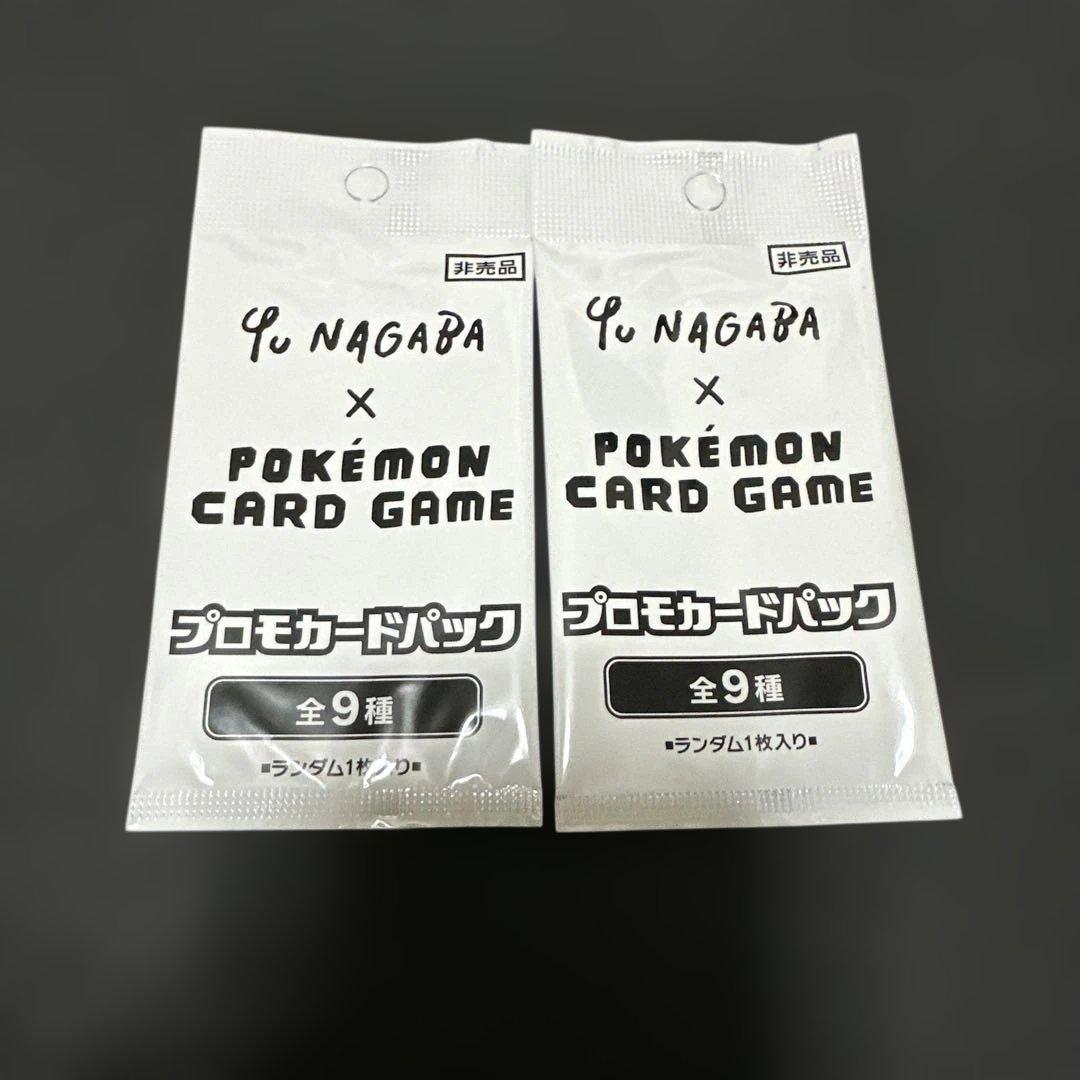 非売品
Yu NAGABA
×
POKÉMON
CARD GAME
プロモカードパック
全9種
■ランダム1枚入り■
非売品
Yu NAGABA
×
POKÉMON
CARD GAME
プロモカードパック
全9種
■ランダム1枚入り■